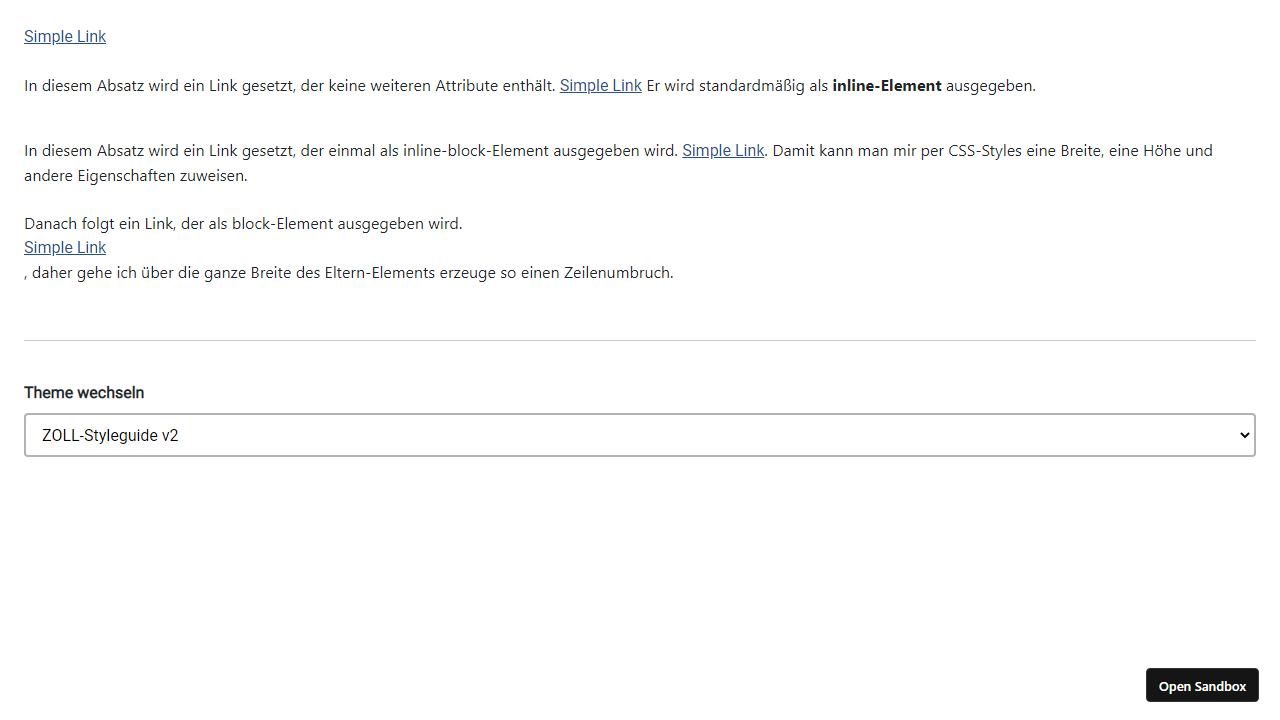 Simple Link
In diesem Absatz wird ein Link gesetzt, der keine weiteren Attribute enthält. Simple Link Er wird standardmäßig als inline-Element ausgegeben.
In diesem Absatz wird ein Link gesetzt, der einmal als inline-block-Element ausgegeben wird. Simple Link. Damit kann man mir per CSS-Styles eine Breite, eine Höhe und
andere Eigenschaften zuweisen.
Danach folgt ein Link, der als block-Element ausgegeben wird.
Simple Link
, daher gehe ich über die ganze Breite des Eltern-Elements erzeuge so einen Zeilenumbruch.
Theme wechseln
ZOLL-Styleguide v2
Open Sandbox